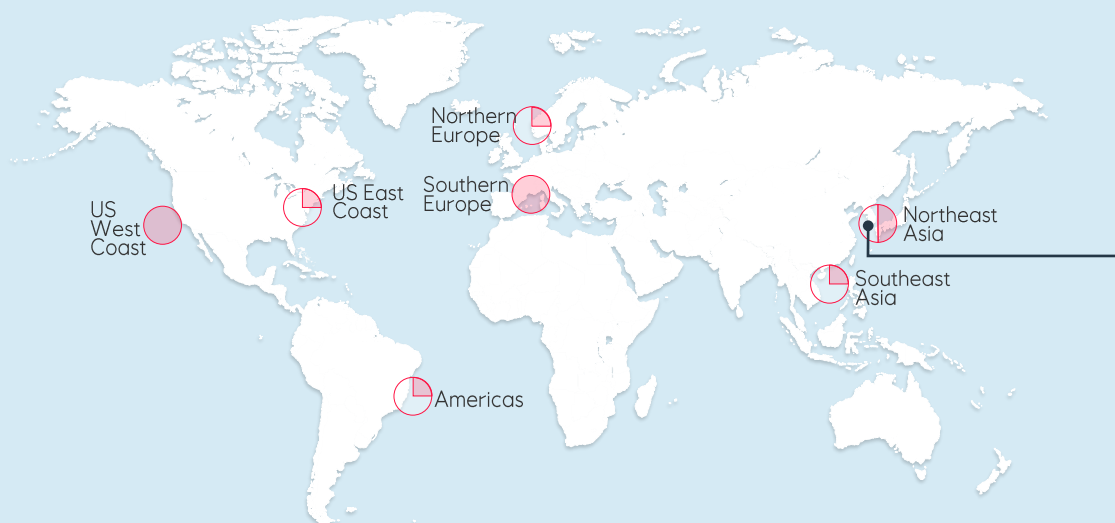 Northern
Europe
Southern
Europe
US East
Coast
US
West
Coast
Northeast
Asia
Southeast
Asia
Americas